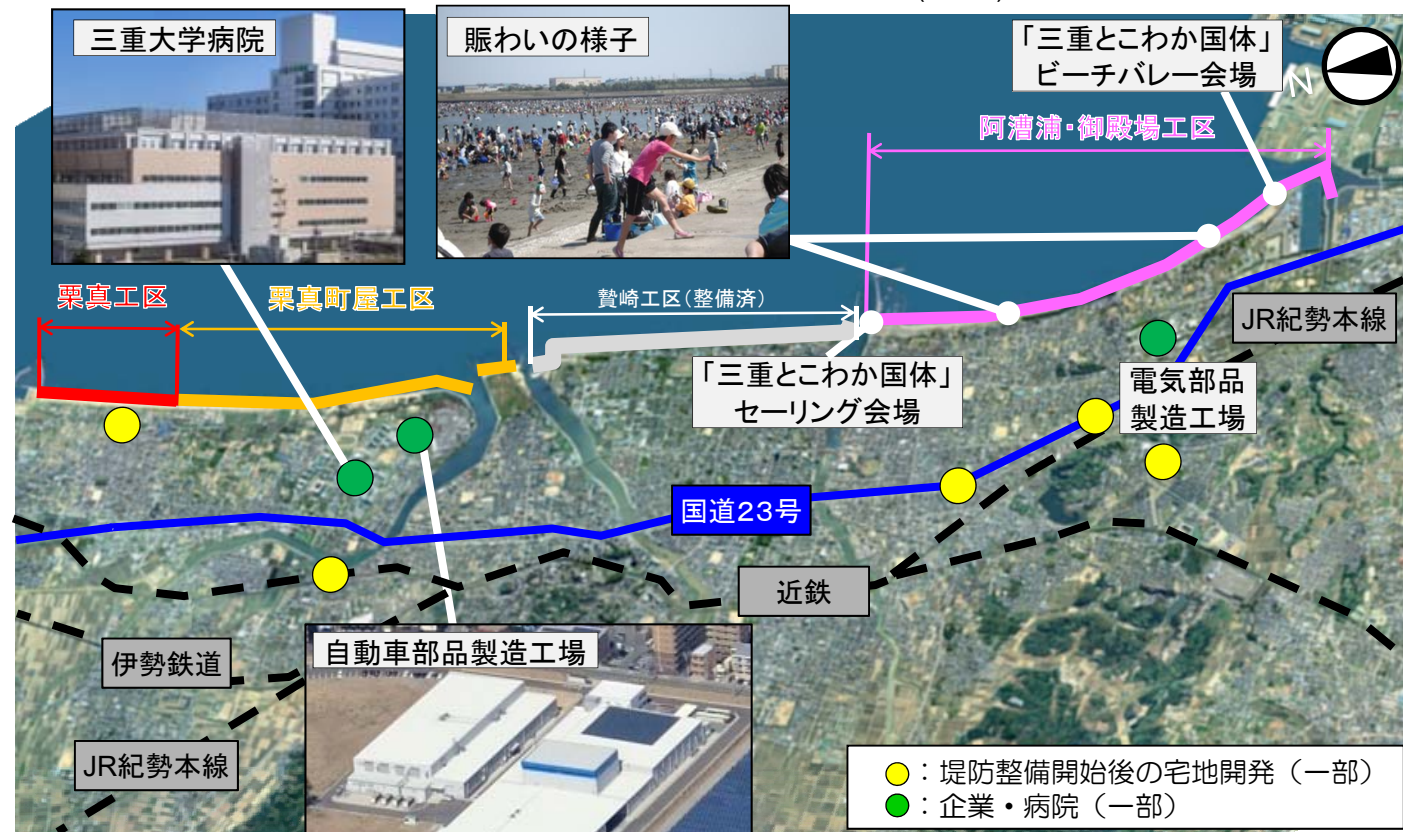 三重大学病院
賑わいの様子
「三重とこわか国体」
ビーチバレー会場
N
阿漕浦・御殿場工区
栗真工区
栗真町屋工区
贄崎工区(整備済)
JR紀勢本線
「三重とこわか国体」
セーリング会場
電気部品
製造工場
国道23号
近鉄
伊勢鉄道
自動車部品製造工場
JR紀勢本線
：堤防整備開始後の宅地開発（一部）
：企業・病院（一部）